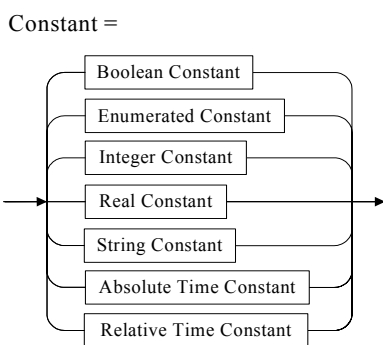 Constant =
Boolean Constant
Enumerated Constant
Integer Constant
Real Constant
String Constant
Absolute Time Constant
Relative Time Constant